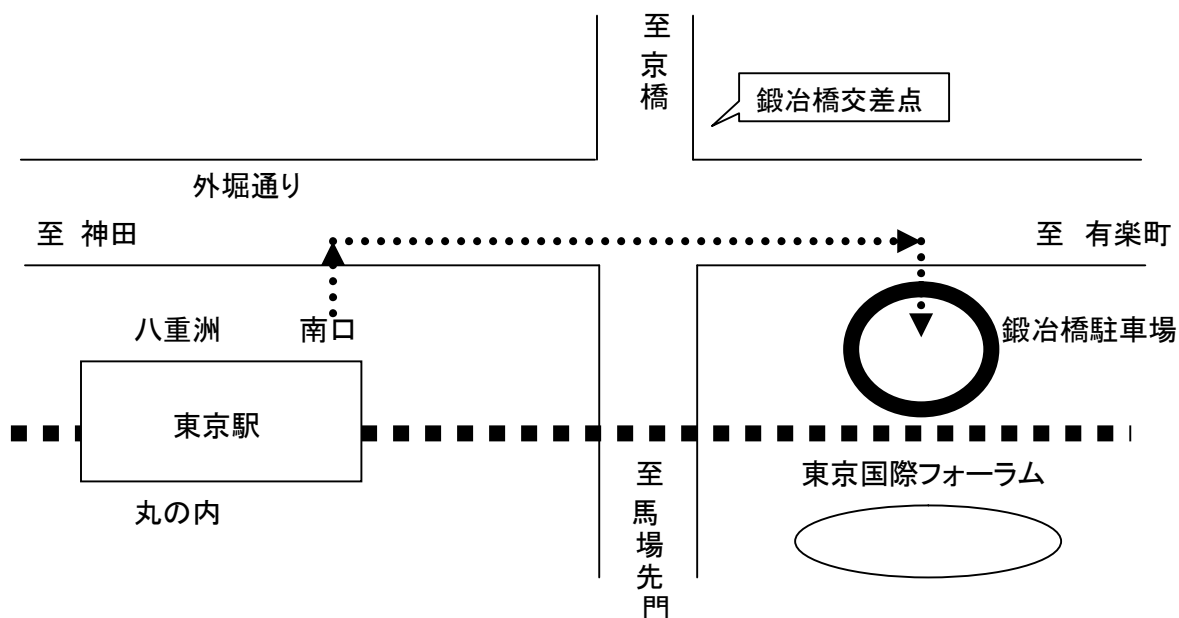 至京橋
鍛冶橋交差点
外堀通り
至 神田
至 有楽町
八重洲
南口
鍛冶橋駐車場
東京駅
東京国際フォーラム
丸の内
至馬場先門